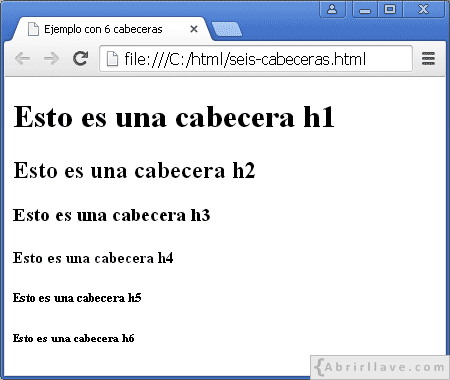 Ejemplo con 6 cabeceras
file:///C:/html/seis-cabeceras.html
Esto es una cabecera h1
Esto es una cabecera h2
Esto es una cabecera h3
Esto es una cabecera h4
Esto es una cabecera h5
Esto es una cabecera h6
{Abrirllave.com